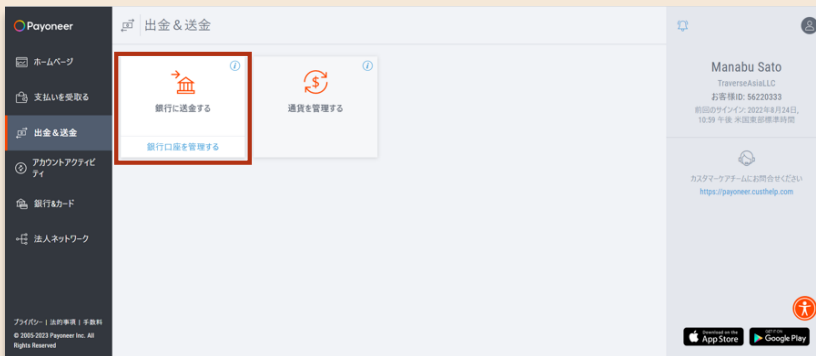 Payoneer
ホームページ
支払いを受取る
出金＆送金
アカウントアクティビ
ティ
銀行&カード
法人ネットワーク
プライバシー | 法的事項 | 手数料
© 2005-2023 Payoneer Inc. All
Rights Reserved
出金＆送金
銀行に送金する
銀行口座を管理する
通貨を管理する
Manabu Sato
TraverseAsiaLLC
お客様ID: 56220333
前回のサインイン: 2022年8月24日,
10:59 午後 米国東部標準時間
カスタマーケアチームにお問合せください
https://payoneer.custhelp.com
Download on the
App Store
GET IT ON
Google Play